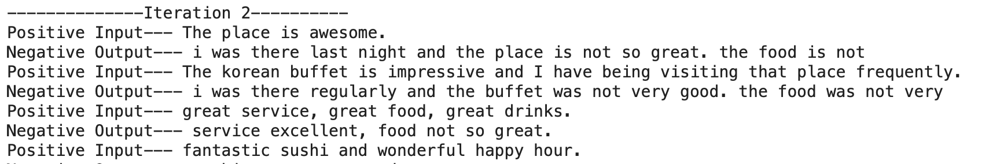 --------------Iteration 2----------
Positive Input--- The place is awesome.
Negative Output--- i was there last night and the place is not so great. the food is not
Positive Input--- The korean buffet is impressive and I have being visiting that place frequently.
Negative Output--- i was there regularly and the buffet was not very good. the food was not very
Positive Input--- great service, great food, great drinks.
Negative Output--- service excellent, food not so great.
Positive Input--- fantastic sushi and wonderful happy hour.